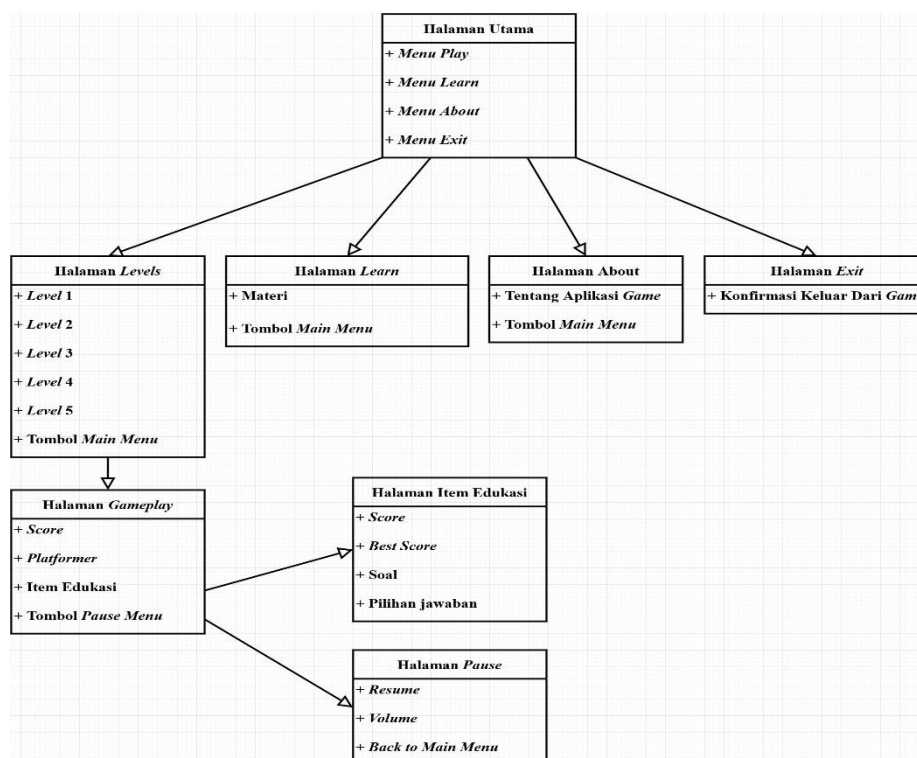 Halaman Utama
+ Menu Play
+ Menu Learn
+ Menu About
+ Menu Exit
Halaman Levels
+ Level 1
+ Level 2
+ Level 3
+ Level 4
+ Level 5
+ Tombol Main Menu
Halaman Learn
+ Materi
+ Tombol Main Menu
Halaman About
+ Tentang Aplikasi Game
+ Tombol Main Menu
Halaman Exit
+ Konfirmasi Keluar Dari Gam
Halaman Gameplay
+ Score
+ Platformer
+ Item Edukasi
+ Tombol Pause Menu
Halaman Item Edukasi
+ Score
+ Best Score
+ Soal
+ Pilihan jawaban
Halaman Pause
+ Resume
+ Volume
+ Back to Main Menu